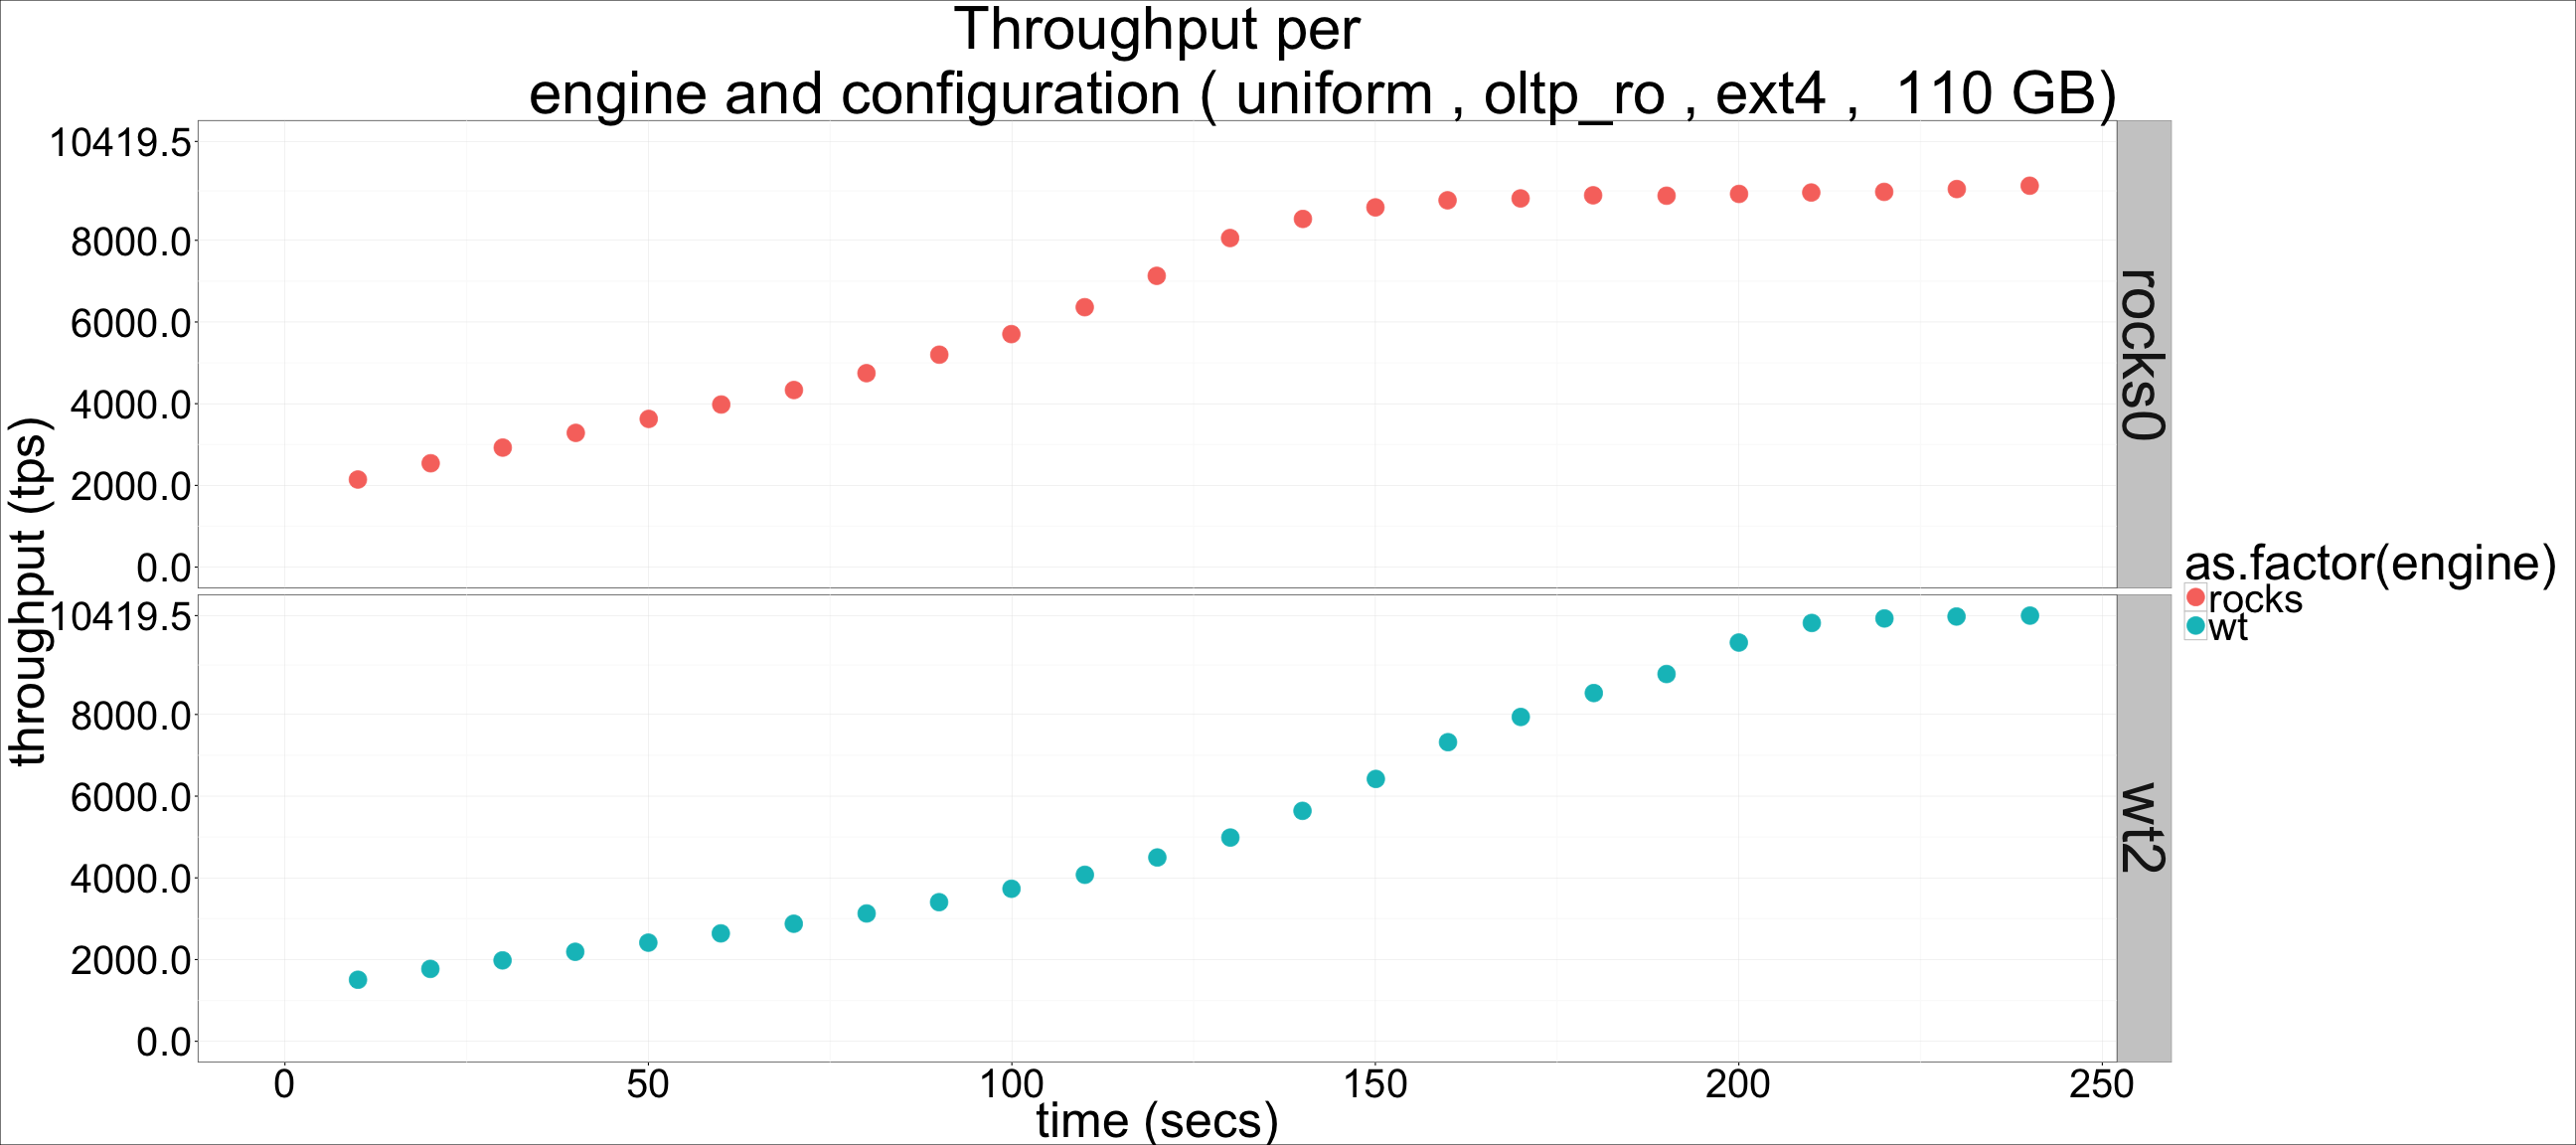 Throughput per
engine and configuration ( uniform , oltp_ro , ext4 ,  110 GB)
throughput (tps)
10419.5
8000.0
6000.0
4000.0
2000.0
0.0
rocks0
10419.5
8000.0
6000.0
4000.0
2000.0
0.0
wt2
0 50 100 150 200 250
time (secs)
as.factor(engine)
rocks
wt